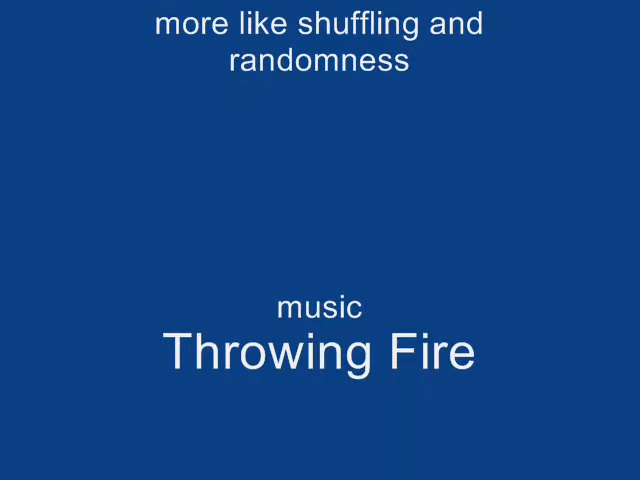 more like shuffling and
randomness
music
Throwing Fire